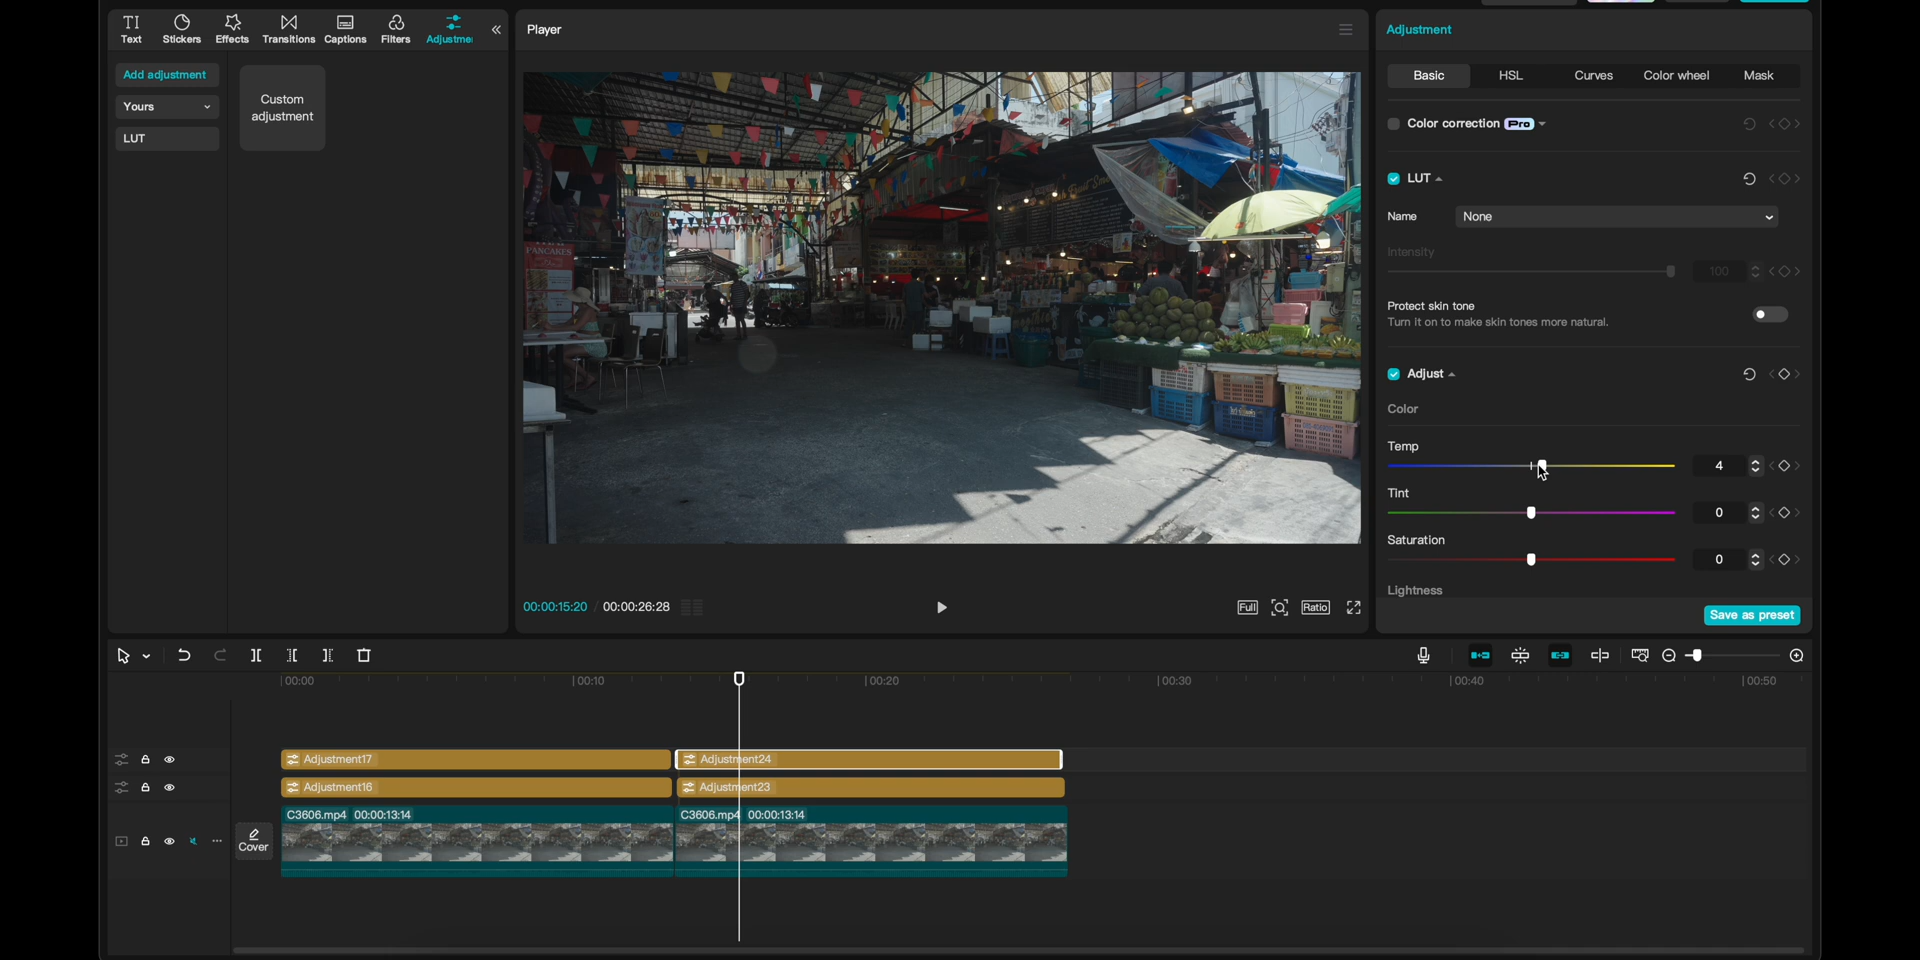 Text
Stickers
Effects
Transitions
Captions
Filters
Adjustme
Add adjustment
Yours
LUT
Custom
adjustment
Player
PANCAKES
00:00:15:20 / 00:00:26:28
Full
Ratio
Adjustment
Basic
HSL
Curves
Color wheel
Mask
Color correction Pro
LUT
Name
None
Intensity
100
Protect skin tone
Turn it on to make skin tones more natural.
Adjust
Color
Temp
4
Tint
0
Saturation
0
Lightness
Save as preset
00:00
00:10
00:20
00:30
00:40
00:50
Adjustment17
Adjustment24
Adjustment16
Adjustment23
C3606.mp4 00:00:13:14
C3606.mp4 00:00:13:14
Cover